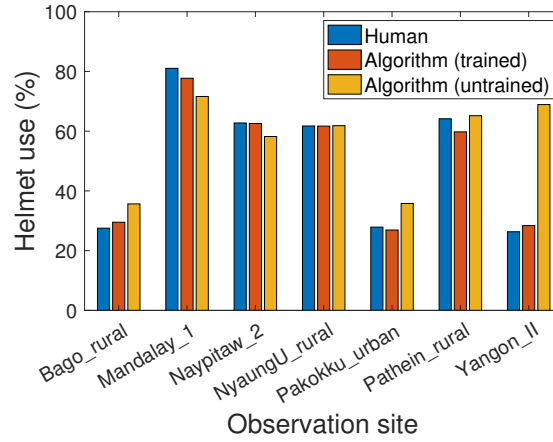 Human
Algorithm (trained)
Algorithm (untrained)
Helmet use (%)
100
80
60
40
20
0
Bago_rural
Mandalay_1
Naypitaw_2
NyaungU_rural
Pakokku_urban
Pathein_rural
Yangon_II
Observation site